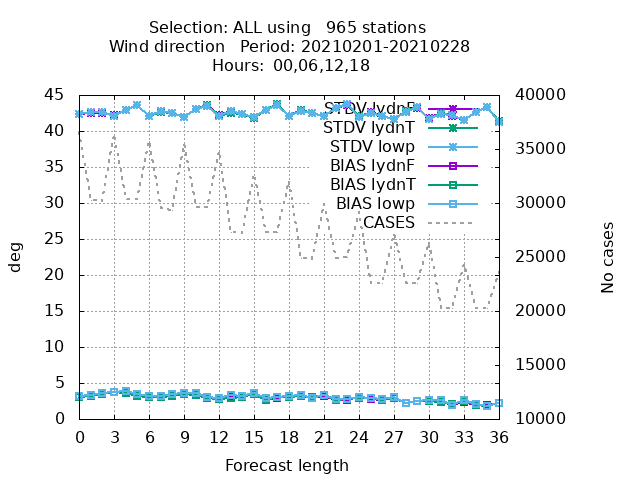 Selection: ALL using   965 stations
Wind direction   Period: 20210201-20210228
Hours:  00,06,12,18
45
40
35
30
25
20
15
10
5
0
deg
40000
35000
30000
25000
20000
15000
10000
No cases
STDV lydnF
STDV lydnT
STDV lowp
BIAS lydnF
BIAS lydnT
BIAS lowp
CASES
0 3 6 9 12 15 18 21 24 27 30 33 36
Forecast length